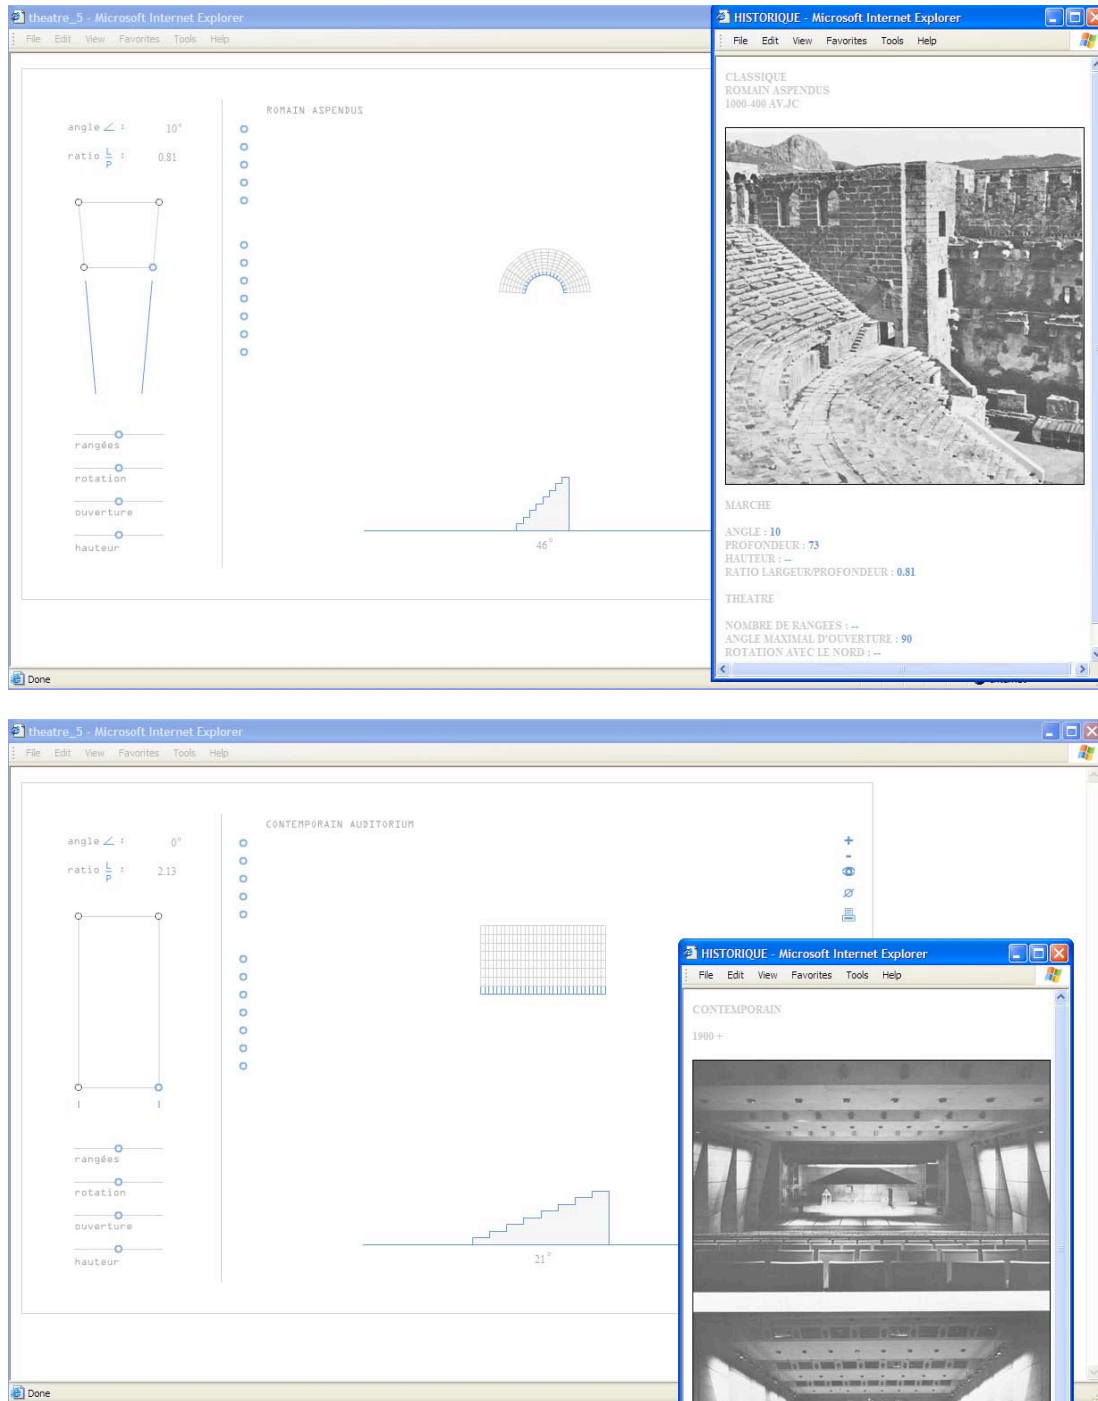 theatre_5 - Microsoft Internet Explorer
File Edit View Favorites Tools Help
angle ∠ : 10°
ratio L/P : 0.81
rangées
rotation
ouverture
hauteur
ROMAIN ASPENDUS
46°
Done
HISTORIQUE - Microsoft Internet Explorer
File Edit View Favorites Tools Help
CLASSIQUE
ROMAIN ASPENDUS
1000-400 AV.JC
MARCHE
ANGLE : 10
PROFONDEUR : 73
HAUTEUR : --
RATIO LARGEUR/PROFONDEUR : 0.81
THEATRE
NOMBRE DE RANGEES : --
ANGLE MAXIMAL D'OUVERTURE : 90
ROTATION AVEC LE NORD : --
theatre_5 - Microsoft Internet Explorer
File Edit View Favorites Tools Help
angle ∠ : 0°
ratio L/P : 2.13
rangées
rotation
ouverture
hauteur
CONTEMPORAIN AUDITORIUM
+
-
21°
Done
HISTORIQUE - Microsoft Internet Explorer
File Edit View Favorites Tools Help
CONTEMPORAIN
1900 +